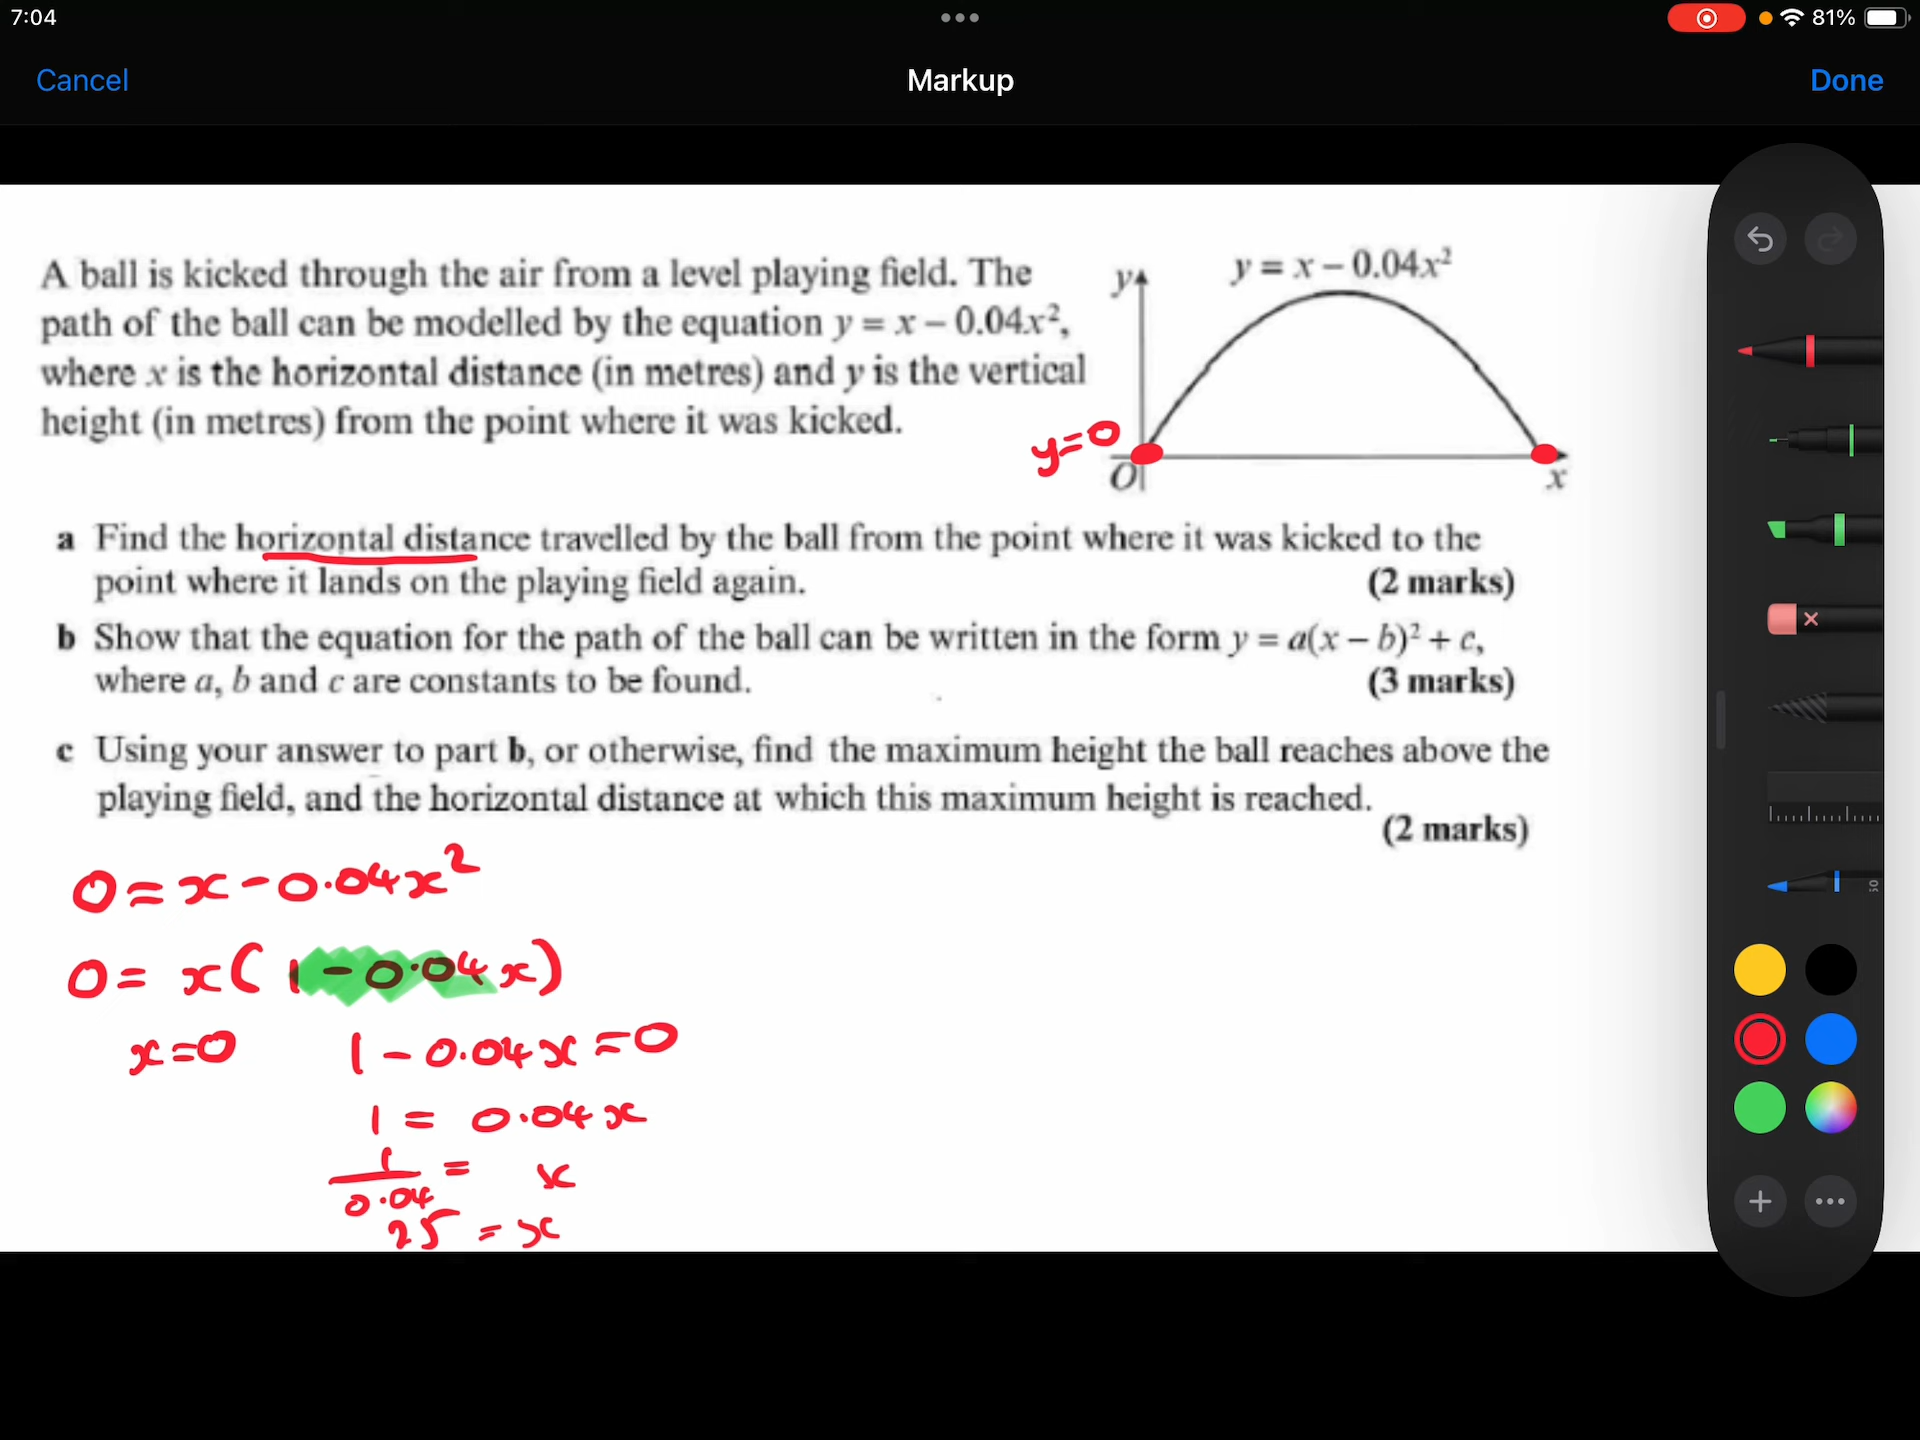 7:04
81%
Cancel
Markup
Done
A ball is kicked through the air from a level playing field. The
path of the ball can be modelled by the equation y = x – 0.04x²,
where x is the horizontal distance (in metres) and y is the vertical
height (in metres) from the point where it was kicked.
y
y = x – 0.04x²
y=0
O
x
a Find the horizontal distance travelled by the ball from the point where it was kicked to the
point where it lands on the playing field again. (2 marks)
b Show that the equation for the path of the ball can be written in the form y = a(x – b)² + c,
where a, b and c are constants to be found. (3 marks)
c Using your answer to part b, or otherwise, find the maximum height the ball reaches above the
playing field, and the horizontal distance at which this maximum height is reached.
(2 marks)
0 = x - 0.04x²
0 = x(1 - 0.04x)
x=0 1 - 0.04x = 0
1 = 0.04x
1/0.04 = x
25 = x
50